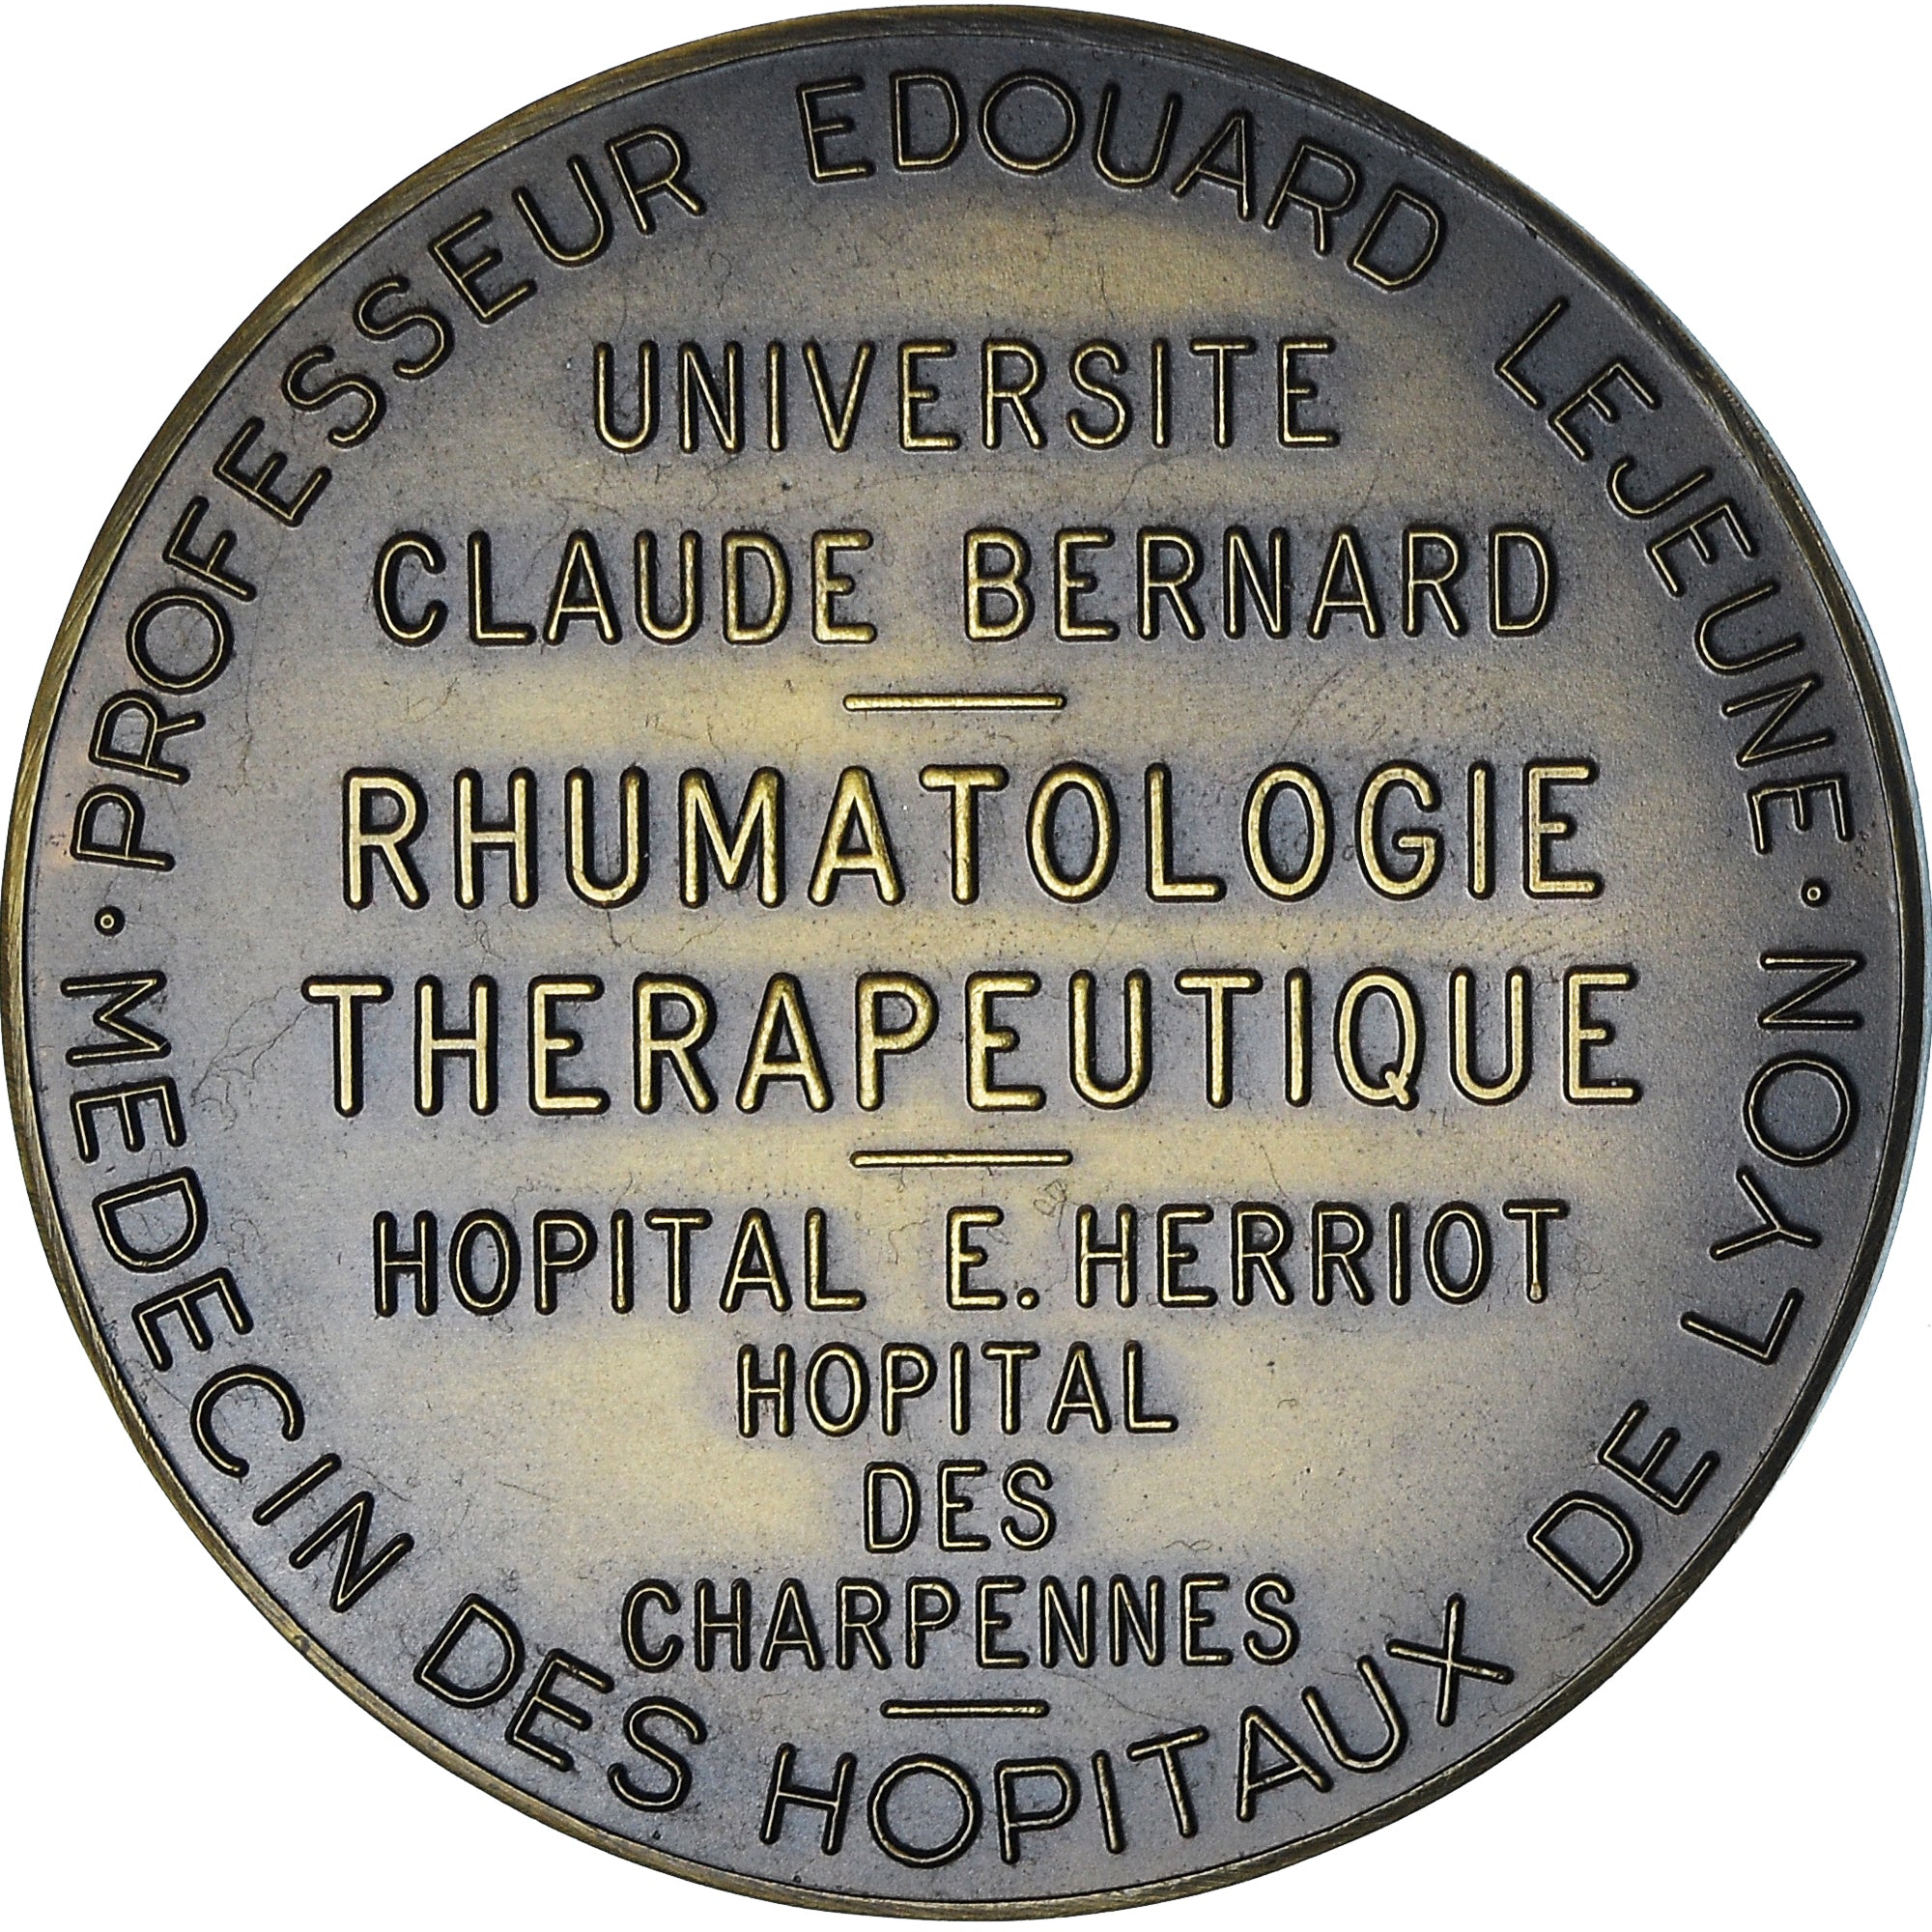 · PROFESSEUR EDOUARD LEJEUNE ·
MEDECIN DES HOPITAUX DE LYON
UNIVERSITE
CLAUDE BERNARD
RHUMATOLOGIE
THERAPEUTIQUE
HOPITAL E. HERRIOT
HOPITAL
DES
CHARPENNES